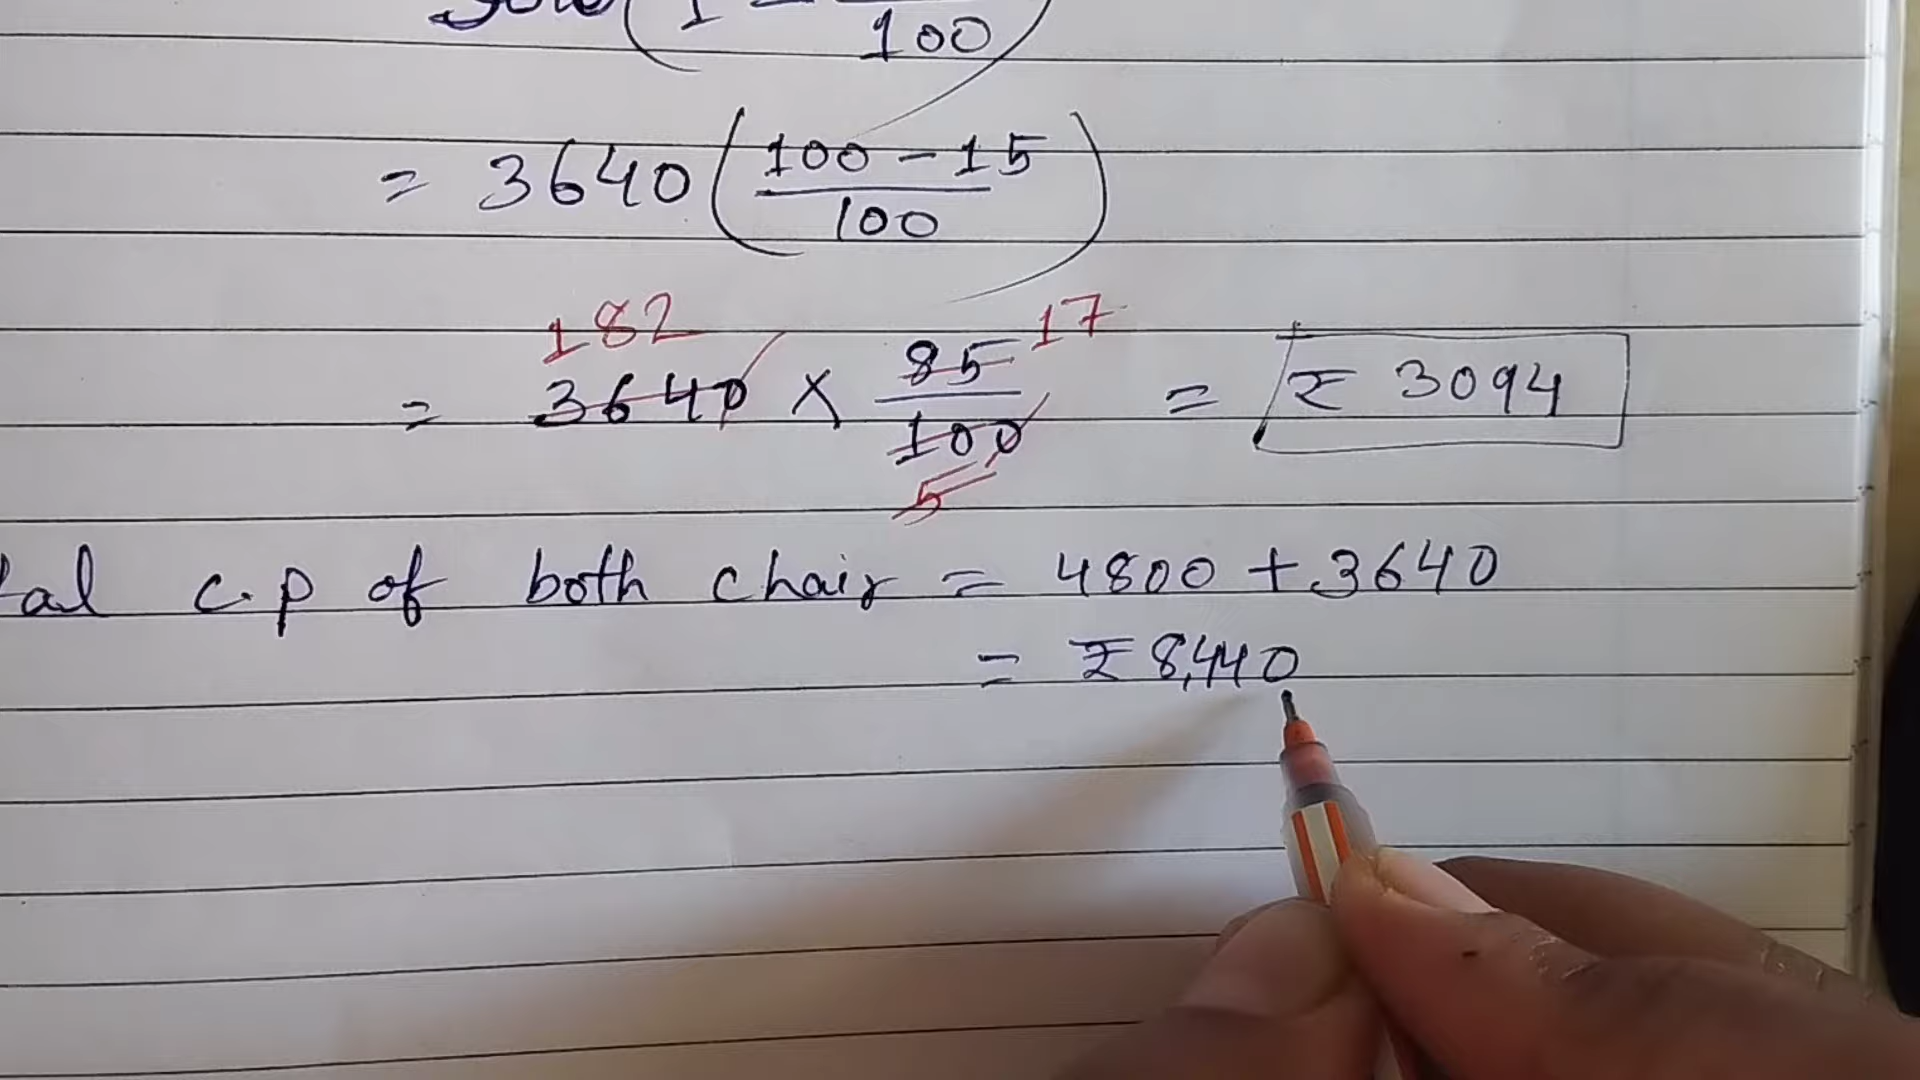 100
= 3640 ( 100 - 15 / 100 )
182 17
= 3640 × 85 / 100 = ₹ 3094
5
c.p of both chair = 4800 + 3640
= ₹ 8,440